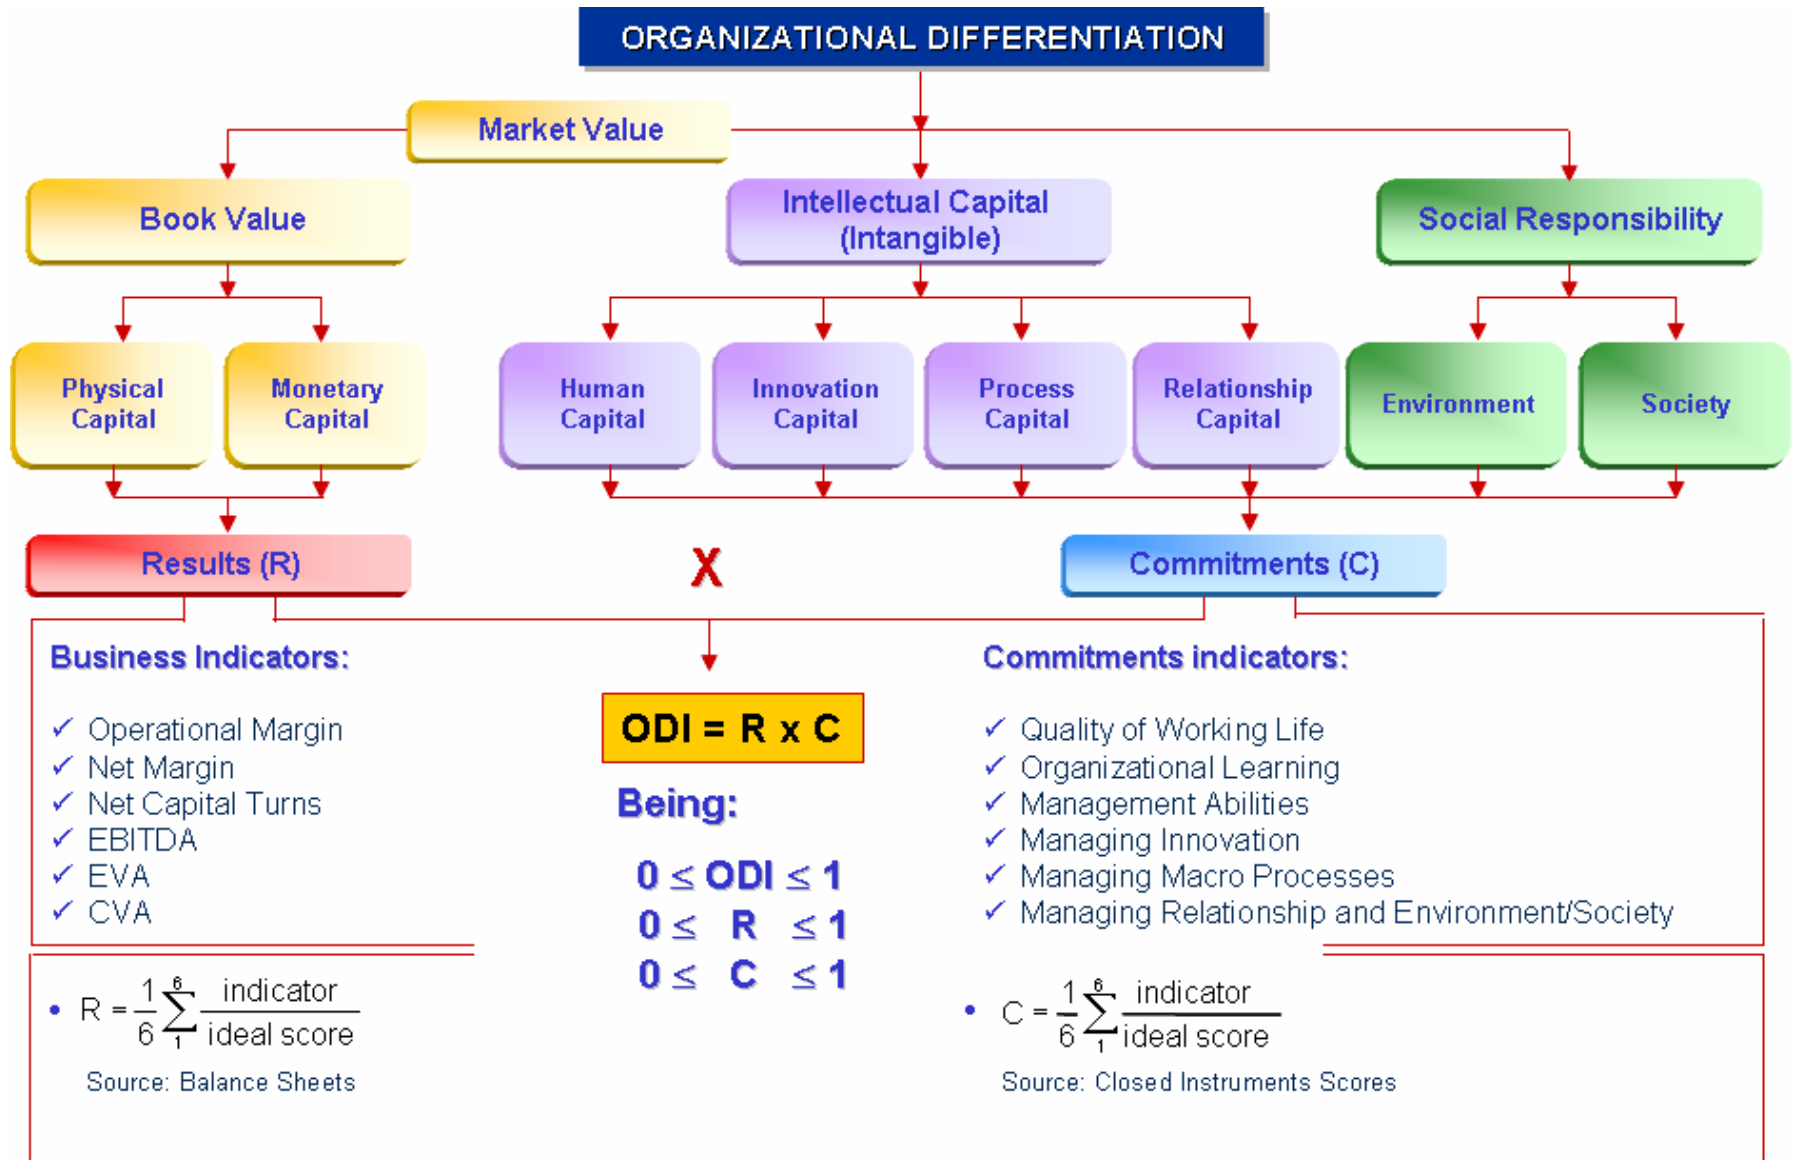 ORGANIZATIONAL DIFFERENTIATION
Market Value
Book Value
Intellectual Capital
(Intangible)
Social Responsibility
Physical
Capital
Monetary
Capital
Human
Capital
Innovation
Capital
Process
Capital
Relationship
Capital
Environment
Society
Results (R)
X
Commitments (C)
Business Indicators:
✓ Operational Margin
✓ Net Margin
✓ Net Capital Turns
✓ EBITDA
✓ EVA
✓ CVA
ODI = R x C
Being:
0 ≤ ODI ≤ 1
0 ≤ R ≤ 1
0 ≤ C ≤ 1
Commitments indicators:
✓ Quality of Working Life
✓ Organizational Learning
✓ Management Abilities
✓ Managing Innovation
✓ Managing Macro Processes
✓ Managing Relationship and Environment/Society
• R = 1/6 6∑1 indicator/ideal score
Source: Balance Sheets
• C = 1/6 6∑1 indicator/ideal score
Source: Closed Instruments Scores